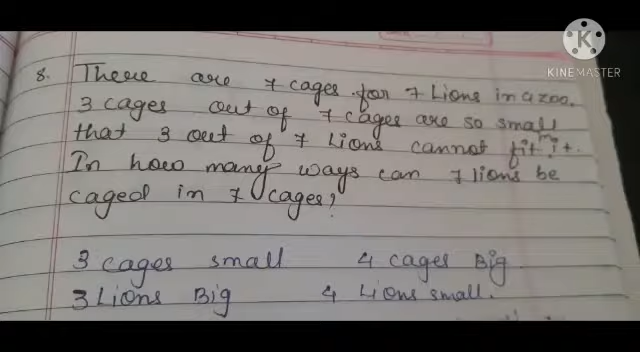 KINEMASTER
8. There are 7 cages for 7 Lions in a zoo.
3 cages out of 7 cages are so small
that 3 out of 7 Lions cannot fit in it.
In how many ways can 7 lions be
caged in 7 cages?
3 cages small 4 cages Big
3 Lions Big 4 Lions small.